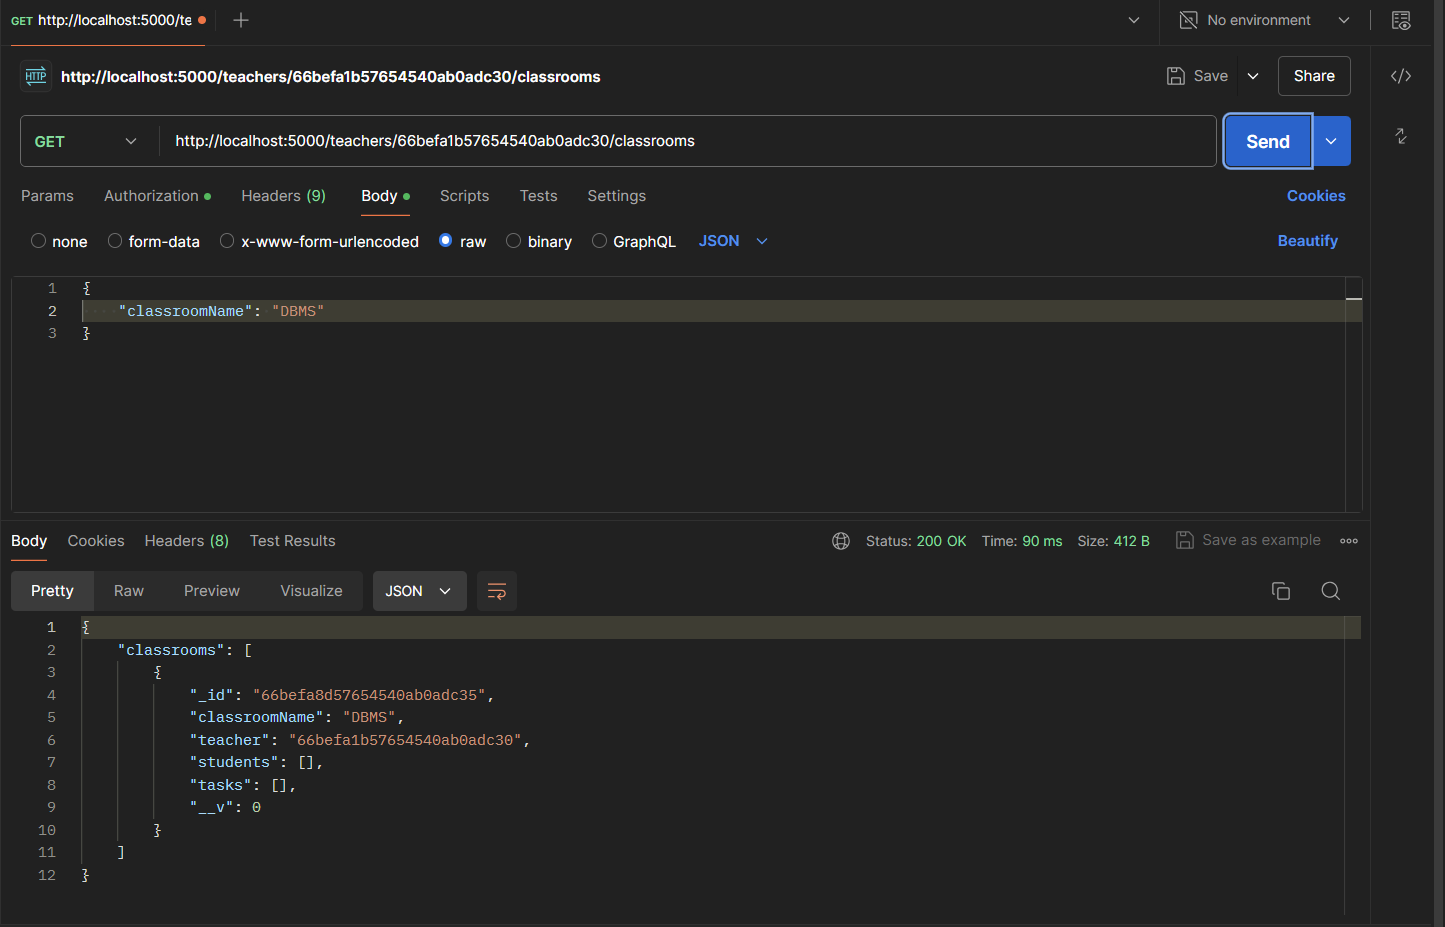 GET http://localhost:5000/te
No environment
HTTP http://localhost:5000/teachers/66befa1b57654540ab0adc30/classrooms
Save
Share
GET http://localhost:5000/teachers/66befa1b57654540ab0adc30/classrooms
Send
Params Authorization Headers (9) Body Scripts Tests Settings Cookies
none form-data x-www-form-urlencoded raw binary GraphQL JSON Beautify
1 {
2 "classroomName": "DBMS"
3 }
Body Cookies Headers (8) Test Results Status: 200 OK Time: 90 ms Size: 412 B Save as example
Pretty Raw Preview Visualize JSON
1 {
2 "classrooms": [
3 {
4 "_id": "66befa8d57654540ab0adc35",
5 "classroomName": "DBMS",
6 "teacher": "66befa1b57654540ab0adc30",
7 "students": [],
8 "tasks": [],
9 "__v": 0
10 }
11 ]
12 }